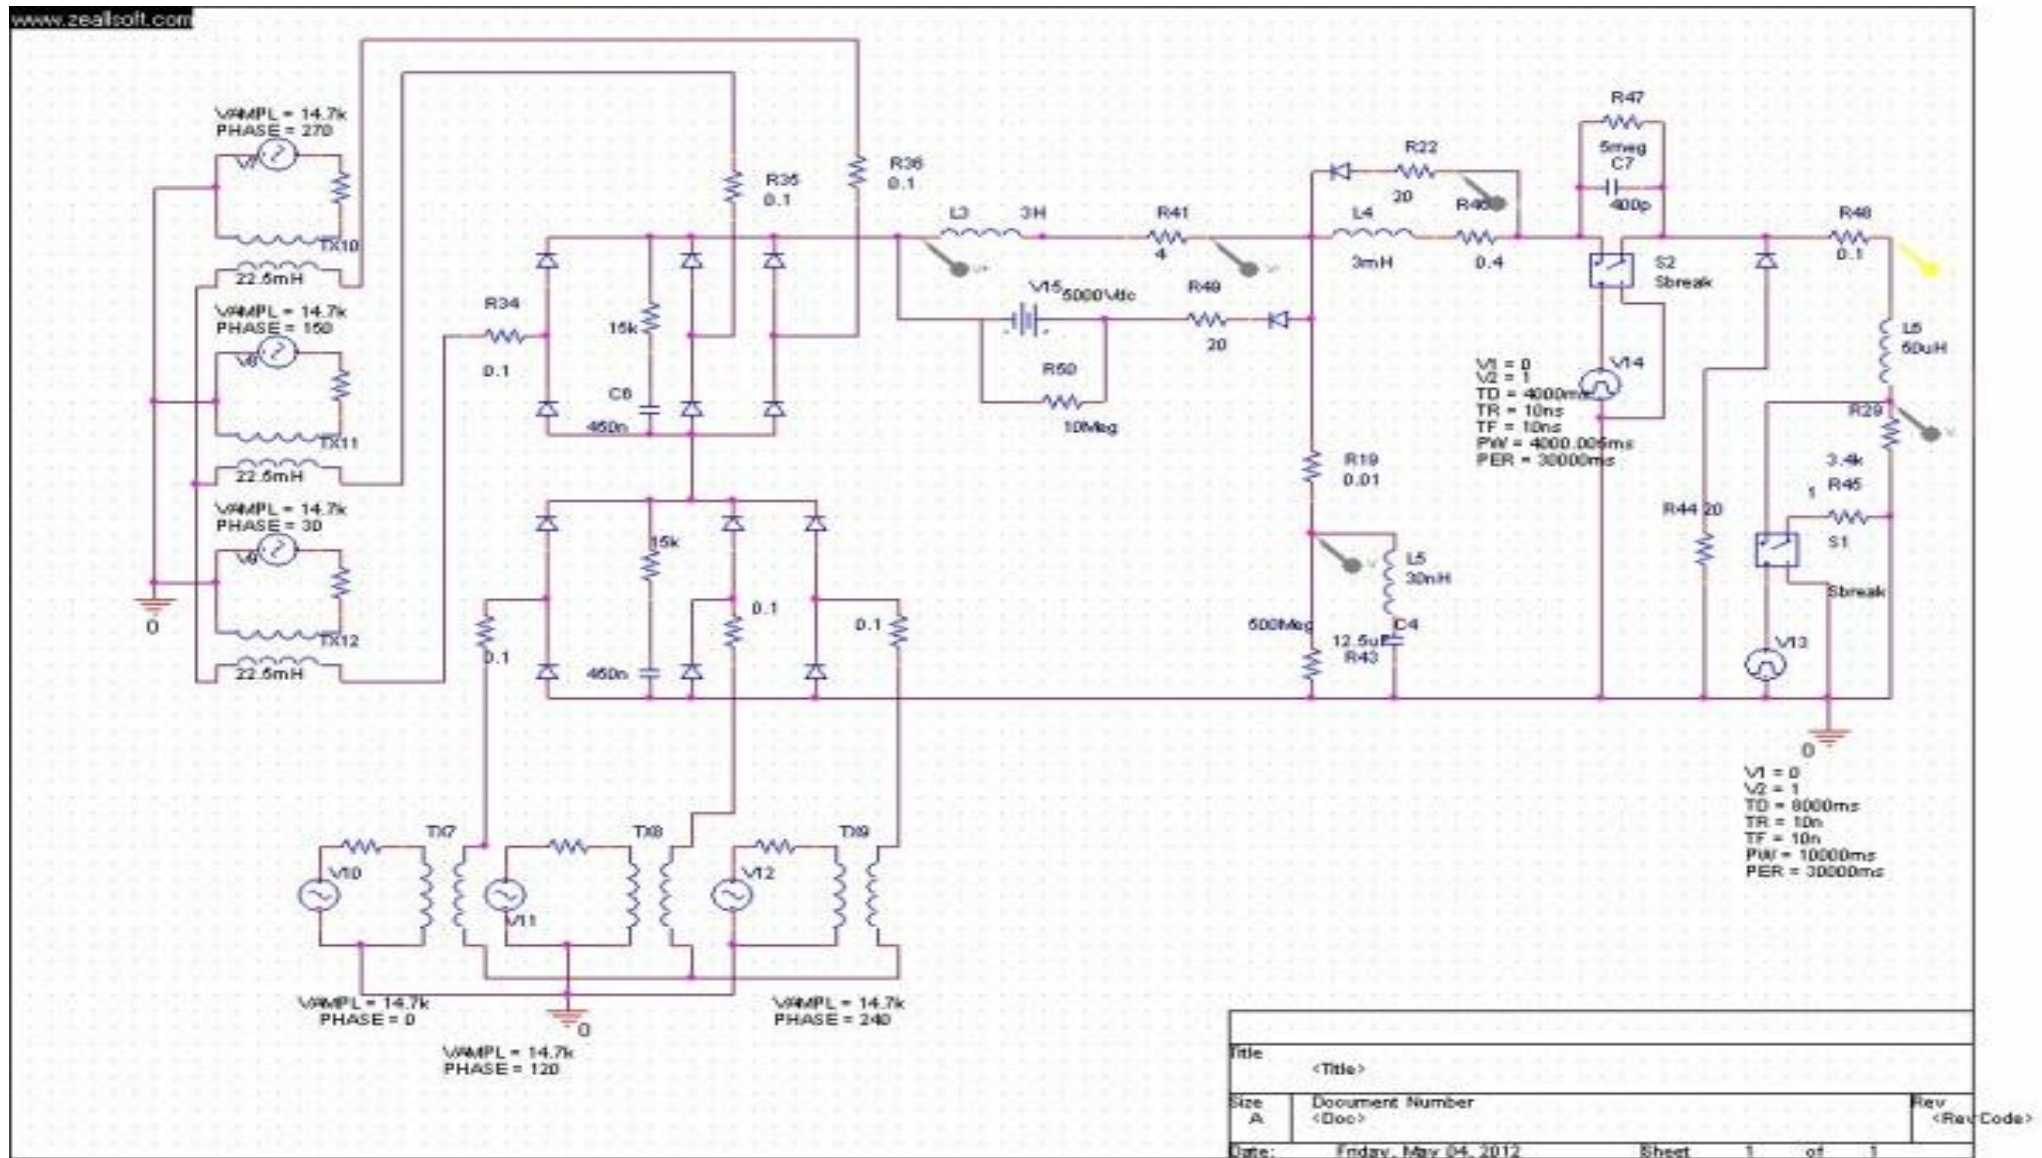 www.zeallsoft.com
VAMPL = 14.7k
PHASE = 270
TX10
22.5mH
VAMPL = 14.7k
PHASE = 150
TX11
22.5mH
VAMPL = 14.7k
PHASE = 30
V9
TX12
22.5mH
0
R34
0.1
R35
0.1
R36
0.1
15k
C6
450n
15k
450n
0.1
0.1
0.1
L3
3H
R41
4
V15
5000Vdc
R49
20
R50
10Meg
R22
20
L4
3mH
0.4
R47
5meg
C7
400p
S2
Sbreak
V14
V1 = 0
V2 = 1
TD = 4000ms
TR = 10ns
TF = 10ns
PW = 4000.005ms
PER = 30000ms
R48
0.1
50uH
R29
3.4k
1
R45
S1
Sbreak
R44 20
V13
R19
0.01
L5
30nH
500Meg
12.5uF
C4
R43
0
V1 = 0
V2 = 1
TD = 8000ms
TR = 10n
TF = 10n
PW = 10000ms
PER = 30000ms
TX7
TX8
TX9
V10
V11
V12
VAMPL = 14.7k
PHASE = 0
VAMPL = 14.7k
PHASE = 240
0
VAMPL = 14.7k
PHASE = 120
Title
<Title>
Size
A
Document Number
<Doc>
Rev
<RevCode>
Date:
Friday, May 04, 2012
Sheet
1
of
1